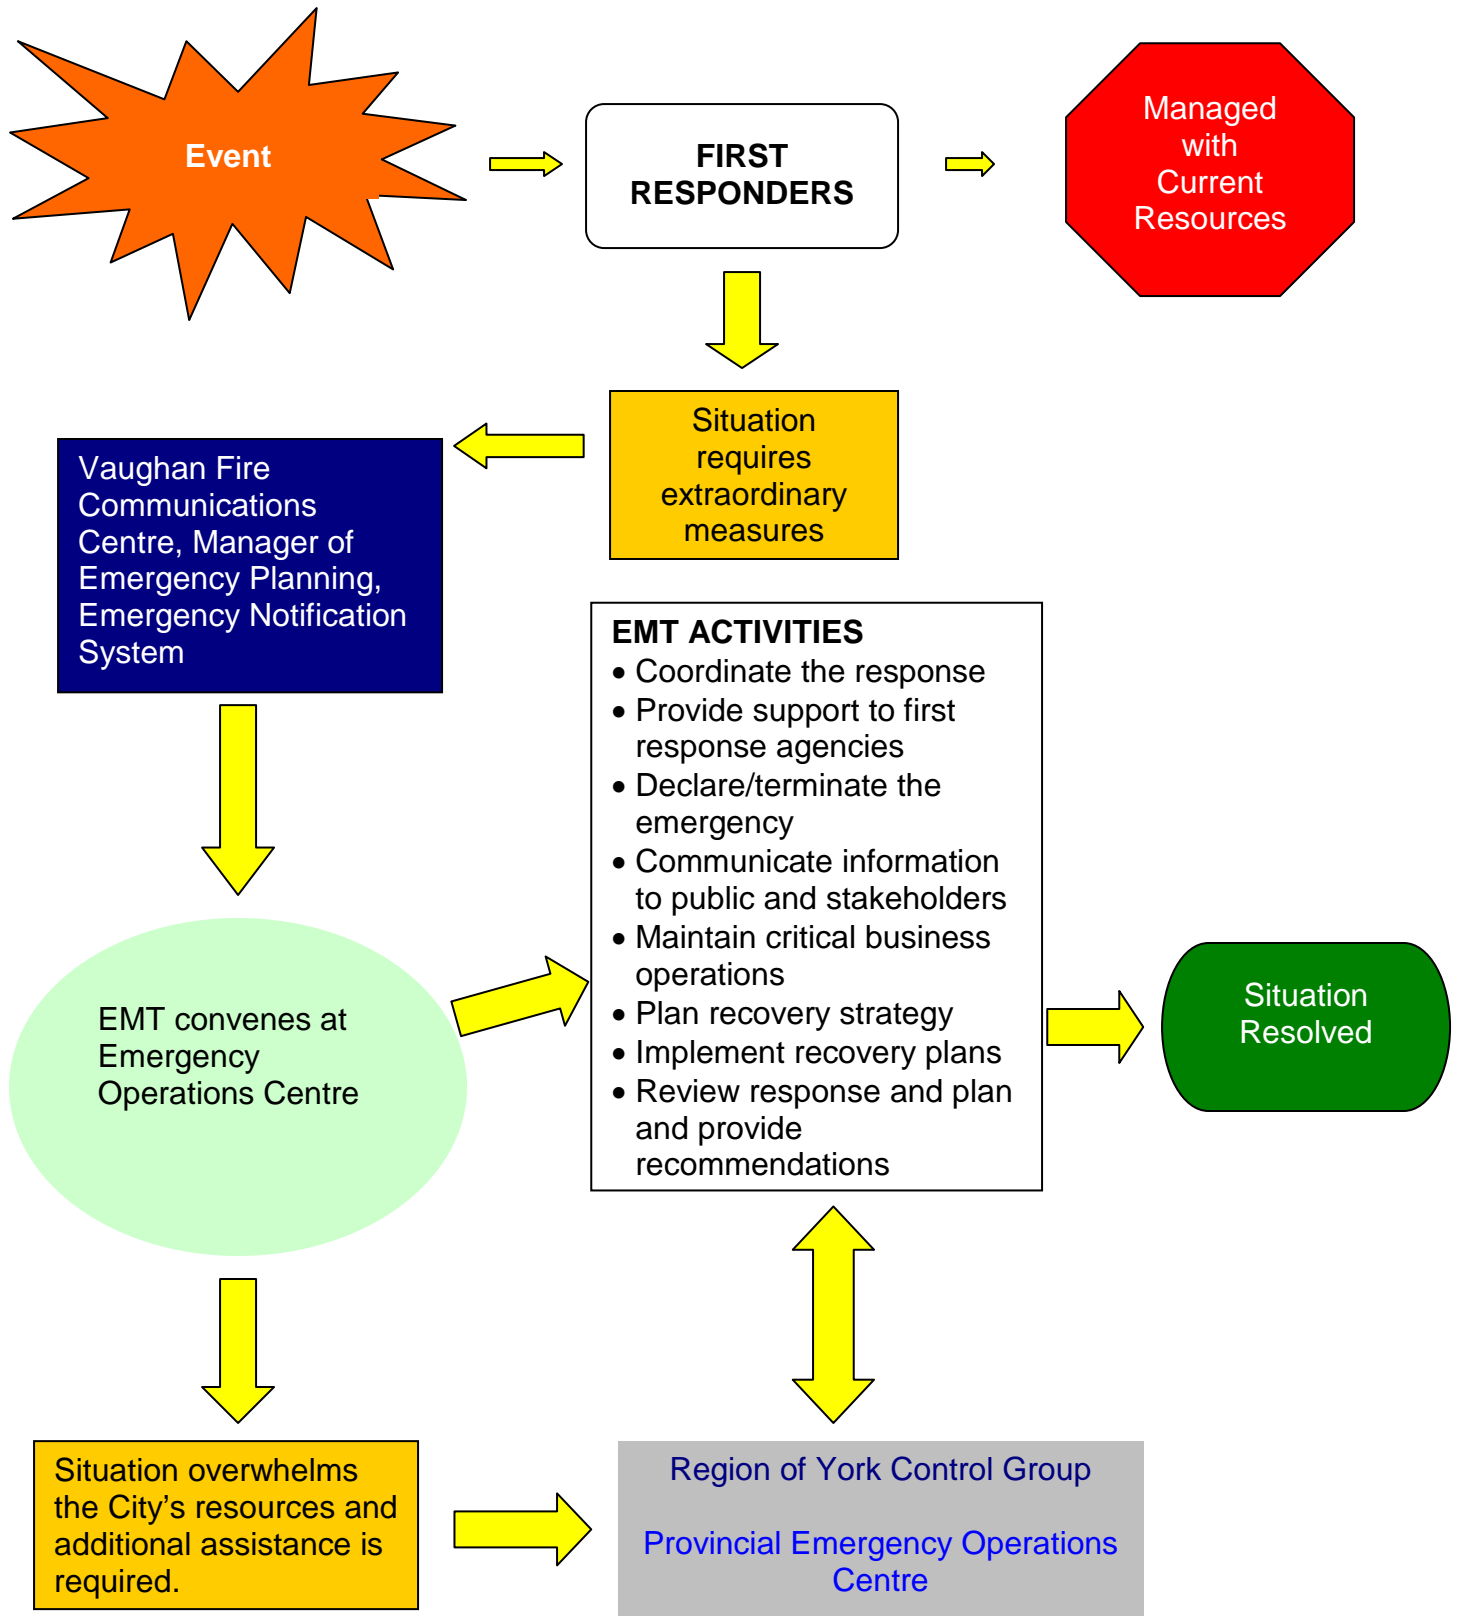 Event
FIRST
RESPONDERS
Managed
with
Current
Resources
Situation
requires
extraordinary
measures
Vaughan Fire
Communications
Centre, Manager of
Emergency Planning,
Emergency Notification
System
EMT ACTIVITIES
• Coordinate the response
• Provide support to first
response agencies
• Declare/terminate the
emergency
• Communicate information
to public and stakeholders
• Maintain critical business
operations
• Plan recovery strategy
• Implement recovery plans
• Review response and plan
and provide
recommendations
EMT convenes at
Emergency
Operations Centre
Situation
Resolved
Situation overwhelms
the City’s resources and
additional assistance is
required.
Region of York Control Group
Provincial Emergency Operations
Centre